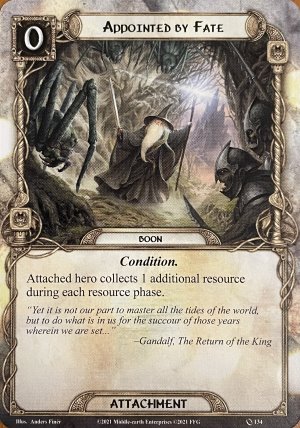 0
APPOINTED BY FATE
BOON
Condition.
Attached hero collects 1 additional resource
during each resource phase.
"Yet it is not our part to master all the tides of the world,
but to do what is in us for the succour of those years
wherein we are set..."
–Gandalf, The Return of the King
ATTACHMENT
Illus. Anders Finér
©2021 Middle-earth Enterprises ©2021 FFG
134